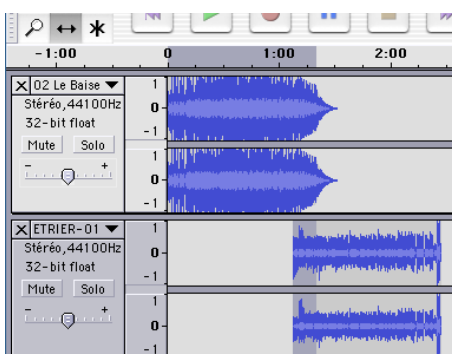 - 1:00 0 1:00 2:00
02 Le Baise
Stéréo,44100Hz
32-bit float
Mute Solo
- +
1
0-
-1
1
0-
-1
ETRIER-01
Stéréo,44100Hz
32-bit float
Mute Solo
- +
1
0-
-1
1
0-
-1